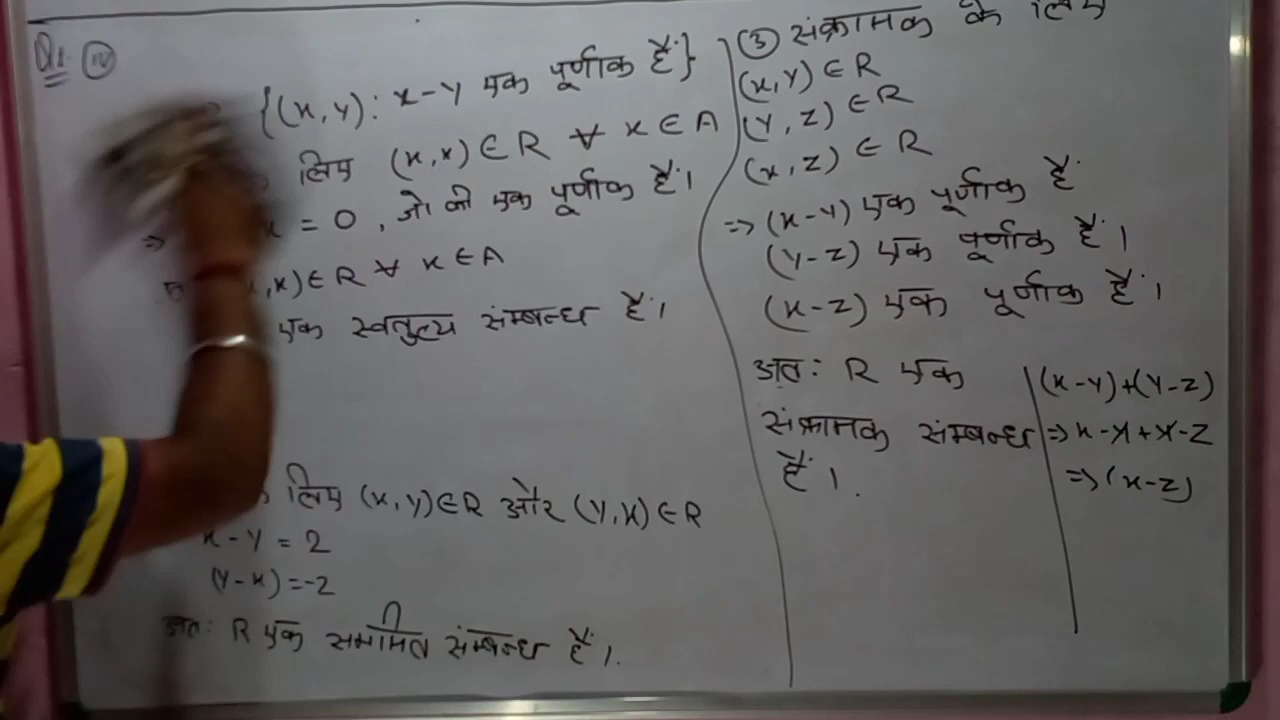 Q1. (iv)
{(x, y): x-y एक पूर्णांक है}
लिए (x,x) ∈ R ∀ x ∈ A
⇒ x = 0, जो की एक पूर्णांक है।
,x) ∈ R ∀ x ∈ A
एक स्वतुल्य संम्बन्ध है।
लिए (x,y) ∈ R और (y,x) ∈ R
x-y = 2
(y-x) = -2
अतः R एक सममित संम्बन्ध है।
③ संक्रामक के लिए
(x,y) ∈ R
(y, z) ∈ R
(x, z) ∈ R
=> (x-y) एक पूर्णांक है
(y-z) एक पूर्णांक है।
(x-z) एक पूर्णांक है।
अतः R एक
संक्रामक संम्बन्ध
है।
(x-y)+(y-z)
=> x-y+y-z
=> (x-z)